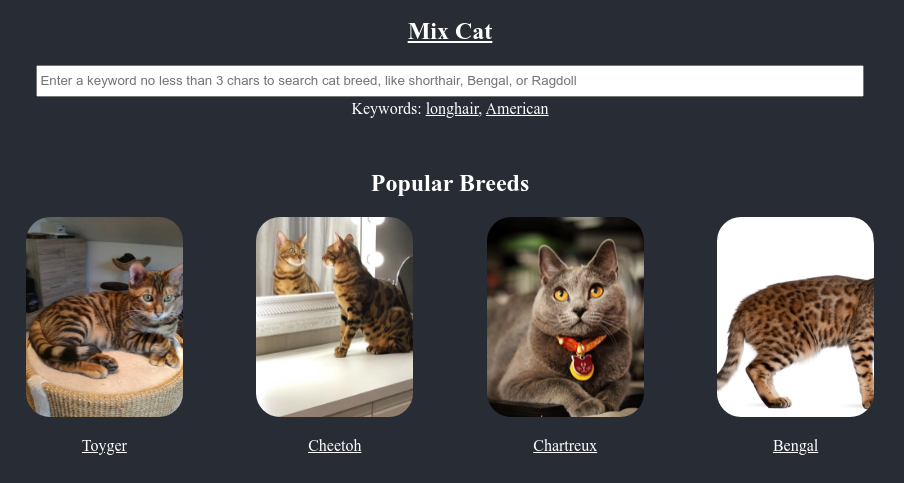 Mix Cat
Enter a keyword no less than 3 chars to search cat breed, like shorthair, Bengal, or Ragdoll
Keywords: longhair, American
Popular Breeds
Toyger
Cheetoh
Chartreux
Bengal